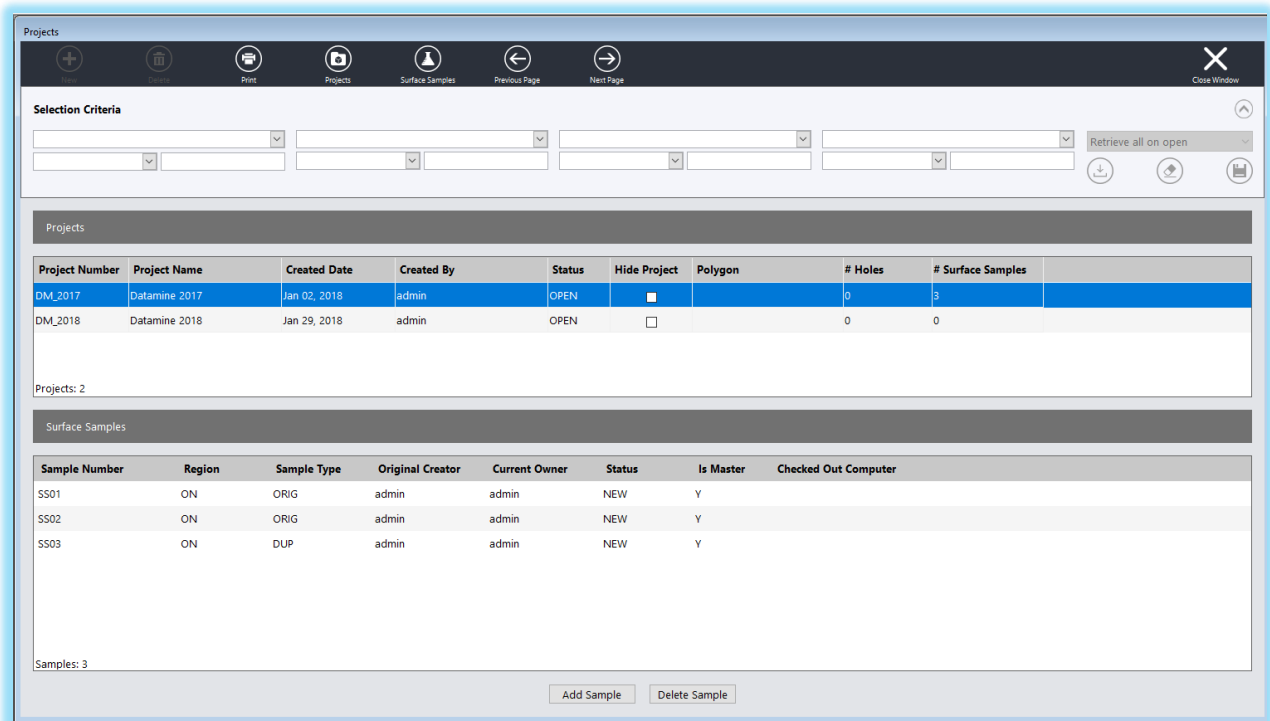 Projects
New Delete Print Projects Surface Samples Previous Page Next Page Close Window
Selection Criteria
Retrieve all on open
Projects
Project Number Project Name Created Date Created By Status Hide Project Polygon # Holes # Surface Samples
DM_2017 Datamine 2017 Jan 02, 2018 admin OPEN 0 3
DM_2018 Datamine 2018 Jan 29, 2018 admin OPEN 0 0
Projects: 2
Surface Samples
Sample Number Region Sample Type Original Creator Current Owner Status Is Master Checked Out Computer
SS01 ON ORIG admin admin NEW Y
SS02 ON ORIG admin admin NEW Y
SS03 ON DUP admin admin NEW Y
Samples: 3
Add Sample Delete Sample